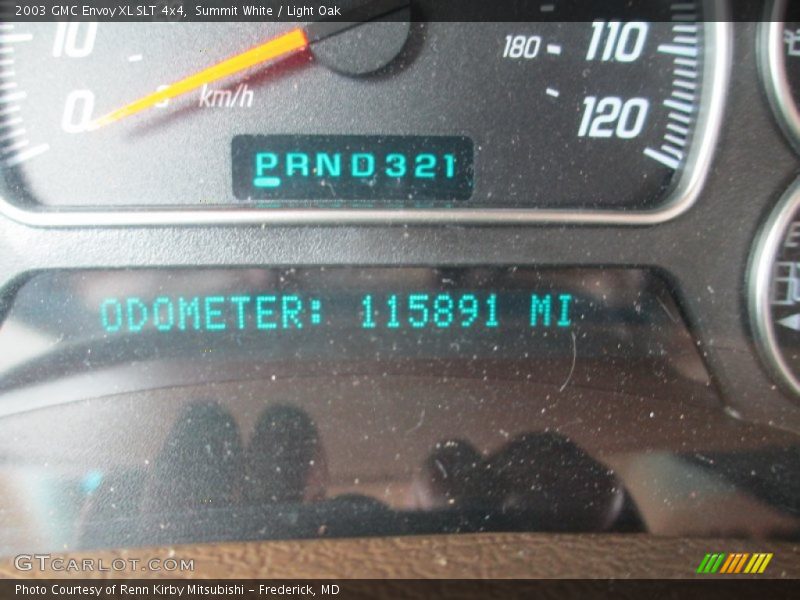 2003 GMC Envoy XL SLT 4x4, Summit White / Light Oak
10
180
110
0
km/h
120
PRND321
ODOMETER: 115891 MI
GTCARLOT.COM
Photo Courtesy of Renn Kirby Mitsubishi – Frederick, MD